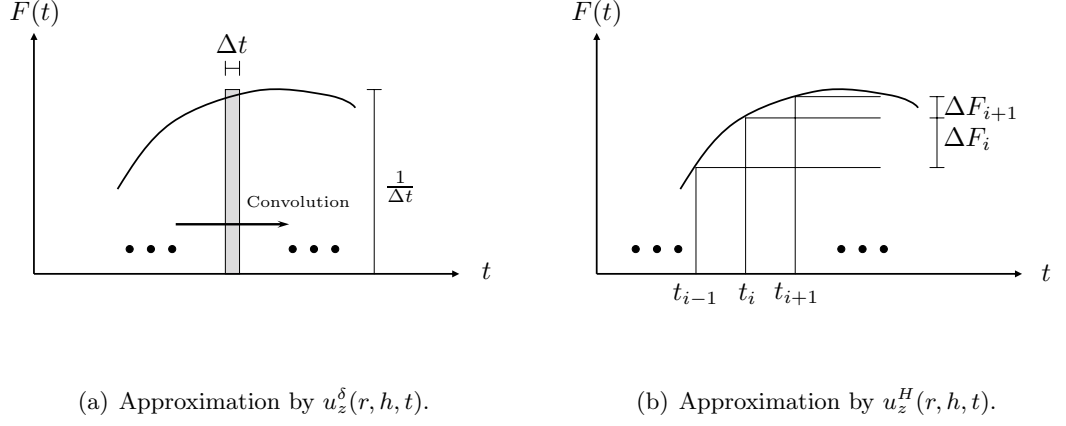 F(t)
Δt
1/Δt
Convolution
t
(a) Approximation by u_z^δ(r, h, t).
F(t)
ΔF_{i+1}
ΔF_i
t
t_{i−1} t_i t_{i+1}
(b) Approximation by u_z^H(r, h, t).